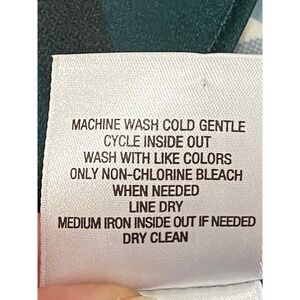 MACHINE WASH COLD GENTLE
CYCLE INSIDE OUT
WASH WITH LIKE COLORS
ONLY NON-CHLORINE BLEACH
WHEN NEEDED
LINE DRY
MEDIUM IRON INSIDE OUT IF NEEDED
DRY CLEAN